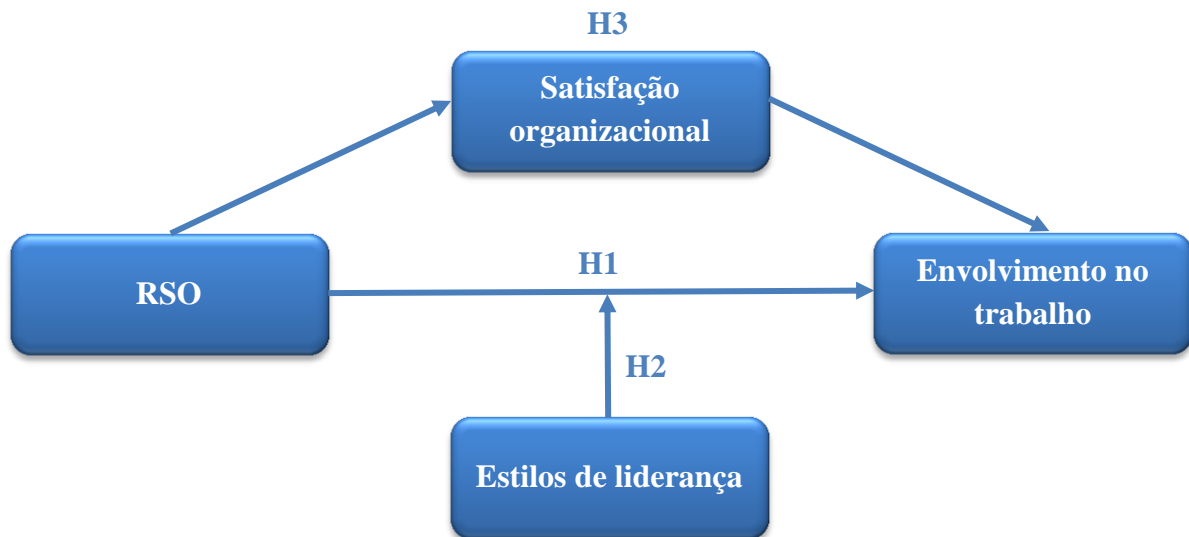 H3
Satisfação
organizacional
RSO
H1
Envolvimento no
trabalho
H2
Estilos de liderança